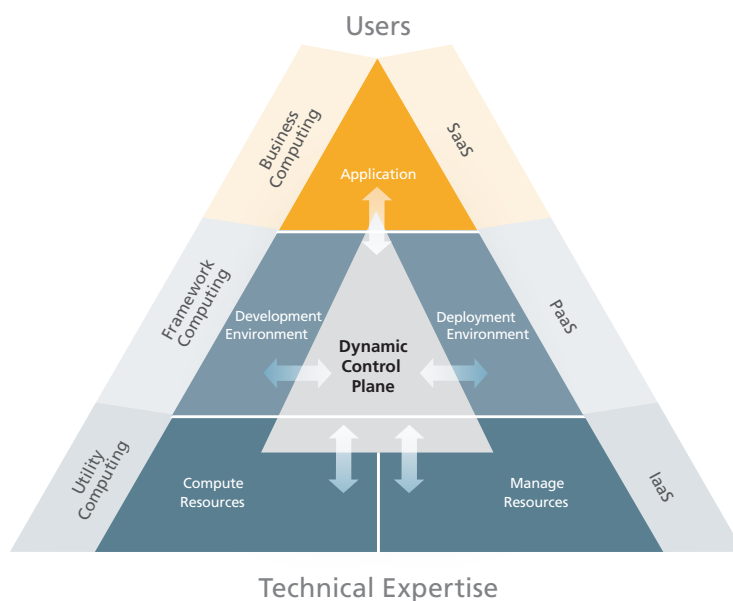 Users
Business
Computing
SaaS
Application
Framework
Computing
PaaS
Development
Environment
Deployment
Environment
Dynamic
Control
Plane
Utility
Computing
IaaS
Compute
Resources
Manage
Resources
Technical Expertise